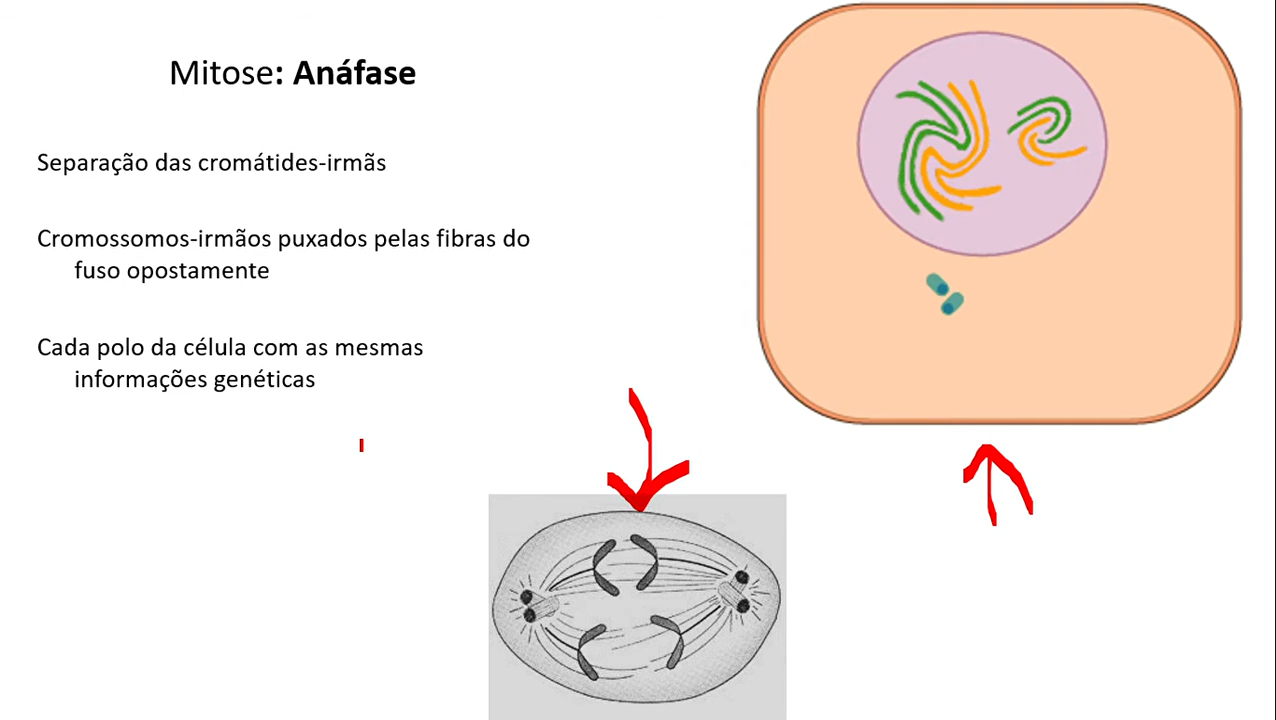 Mitose: Anáfase
Separação das cromátides-irmãs
Cromossomos-irmãos puxados pelas fibras do
fuso opostamente
Cada polo da célula com as mesmas
informações genéticas